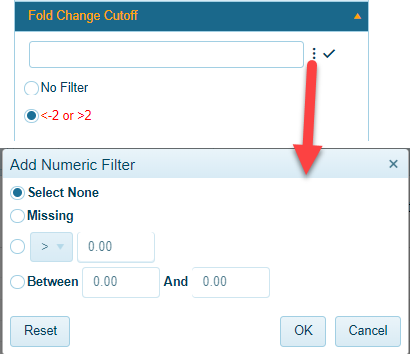 Fold Change Cutoff
No Filter
<-2 or >2
Add Numeric Filter
Select None
Missing
> 0.00
Between 0.00 And 0.00
Reset OK Cancel